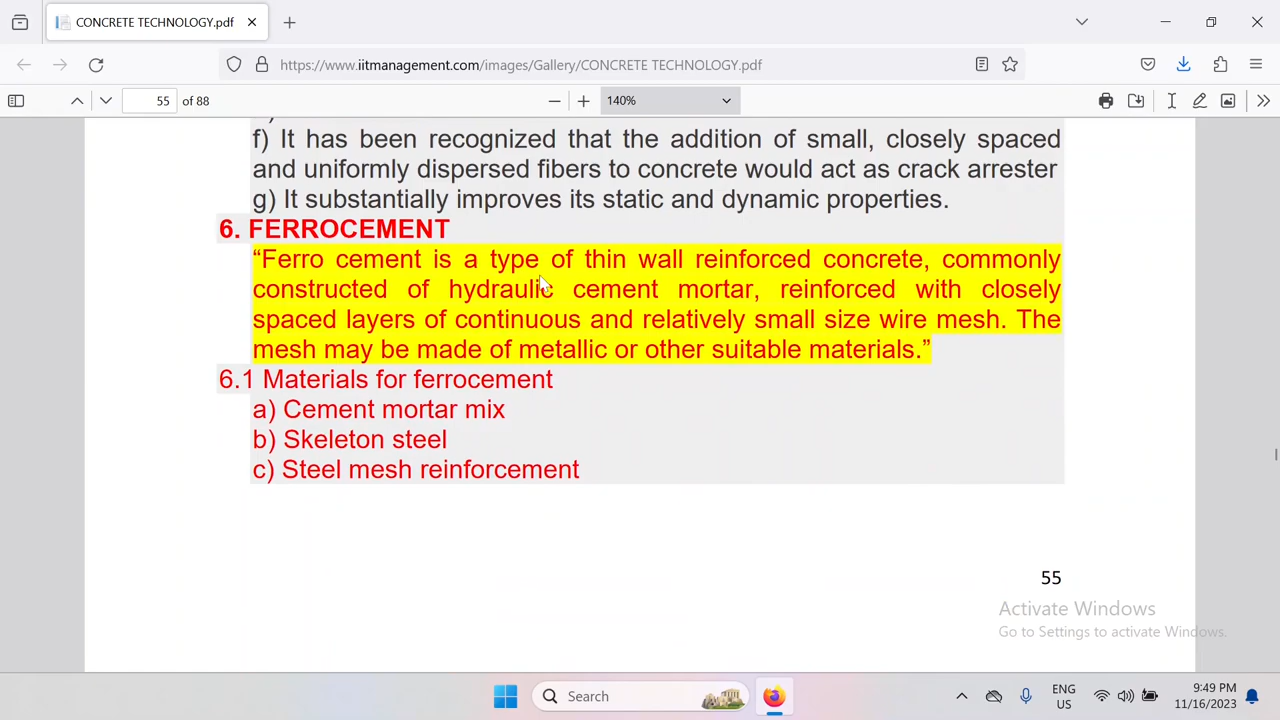 CONCRETE TECHNOLOGY.pdf
https://www.iitmanagement.com/images/Gallery/CONCRETE TECHNOLOGY.pdf
55 of 88
140%
f) It has been recognized that the addition of small, closely spaced
and uniformly dispersed fibers to concrete would act as crack arrester
g) It substantially improves its static and dynamic properties.
6. FERROCEMENT
“Ferro cement is a type of thin wall reinforced concrete, commonly
constructed of hydraulic cement mortar, reinforced with closely
spaced layers of continuous and relatively small size wire mesh. The
mesh may be made of metallic or other suitable materials.”
6.1 Materials for ferrocement
a) Cement mortar mix
b) Skeleton steel
c) Steel mesh reinforcement
55
Activate Windows
Go to Settings to activate Windows.
Search
ENG
US
9:49 PM
11/16/2023